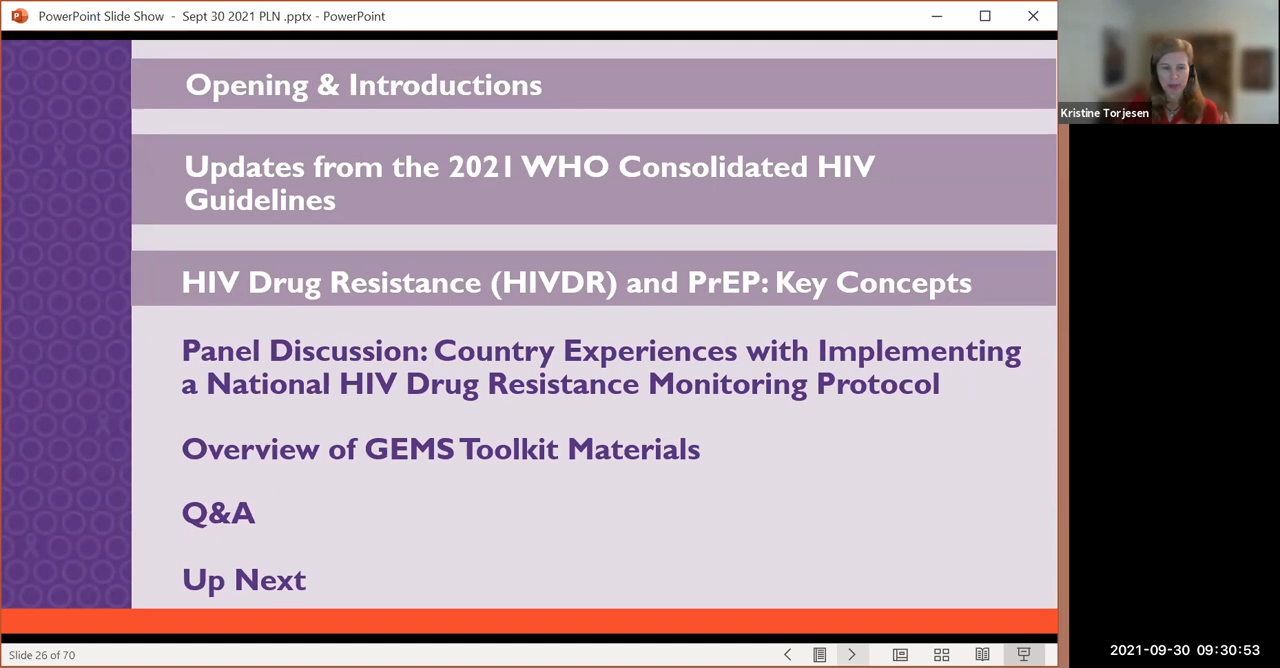 PowerPoint Slide Show - Sept 30 2021 PLN .pptx - PowerPoint
Opening & Introductions
Updates from the 2021 WHO Consolidated HIV
Guidelines
HIV Drug Resistance (HIVDR) and PrEP: Key Concepts
Panel Discussion: Country Experiences with Implementing
a National HIV Drug Resistance Monitoring Protocol
Overview of GEMS Toolkit Materials
Q&A
Up Next
Kristine Torjesen
Slide 26 of 70
2021-09-30 09:30:53